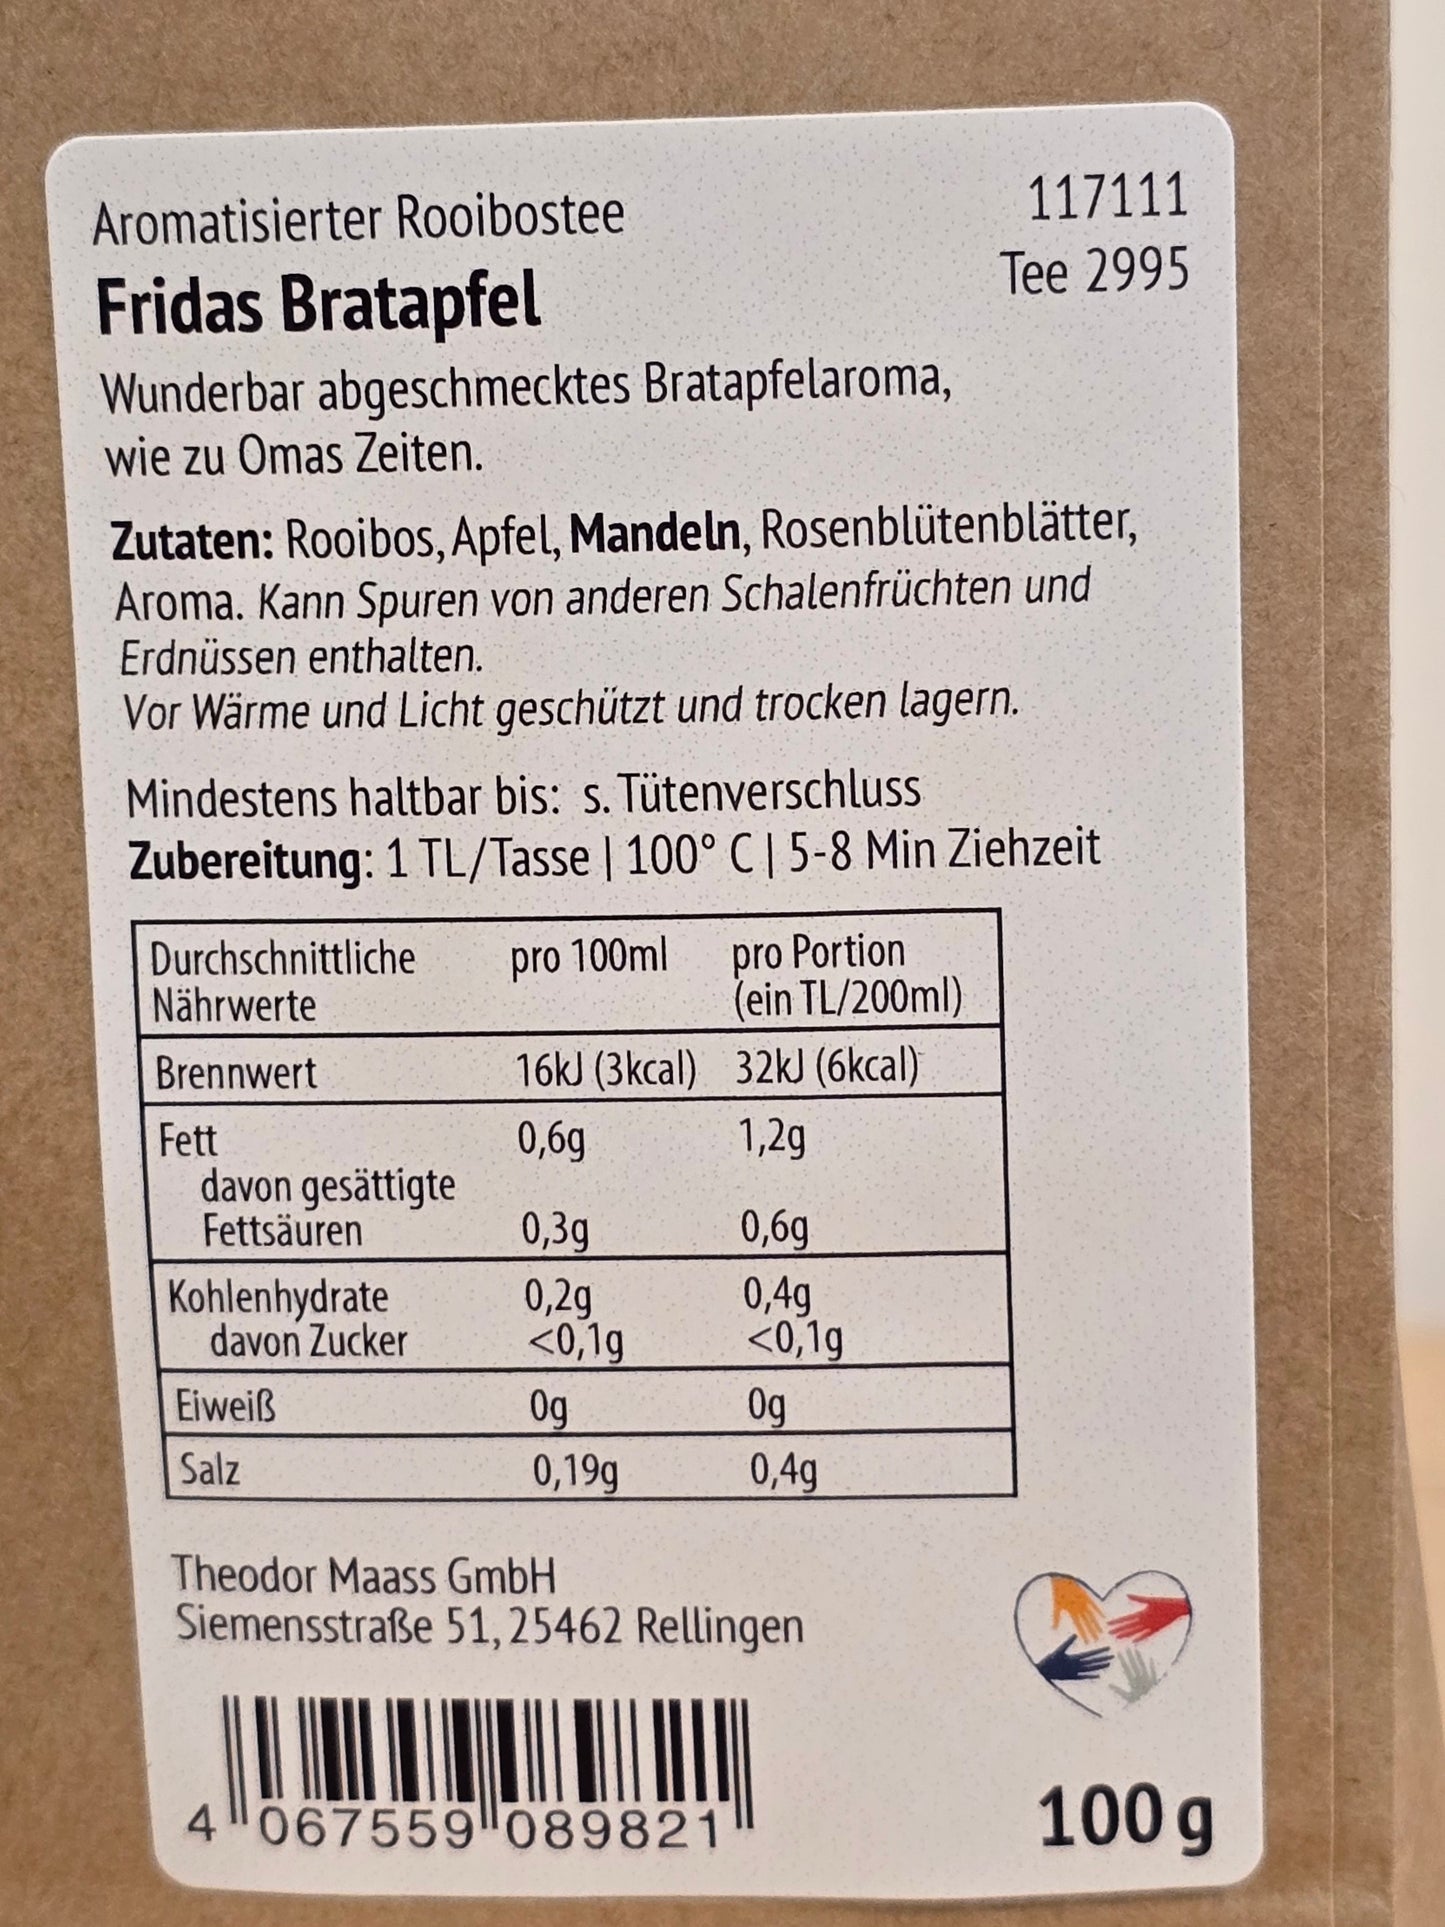 Aromatisierter Rooibostee
117111
Fridas Bratapfel
Tee 2995
Wunderbar abgeschmecktes Bratapfelaroma,
wie zu Omas Zeiten.
Zutaten: Rooibos, Apfel, Mandeln, Rosenblütenblätter,
Aroma. Kann Spuren von anderen Schalenfrüchten und
Erdnüssen enthalten.
Vor Wärme und Licht geschützt und trocken lagern.
Mindestens haltbar bis: s. Tütenverschluss
Zubereitung: 1 TL/Tasse | 100° C | 5-8 Min Ziehzeit
Durchschnittliche pro 100ml pro Portion
Nährwerte (ein TL/200ml)
Brennwert 16kJ (3kcal) 32kJ (6kcal)
Fett 0,6g 1,2g
davon gesättigte
Fettsäuren 0,3g 0,6g
Kohlenhydrate 0,2g 0,4g
davon Zucker <0,1g <0,1g
Eiweiß 0g 0g
Salz 0,19g 0,4g
Theodor Maass GmbH
Siemensstraße 51, 25462 Rellingen
4 067559 089821
100 g